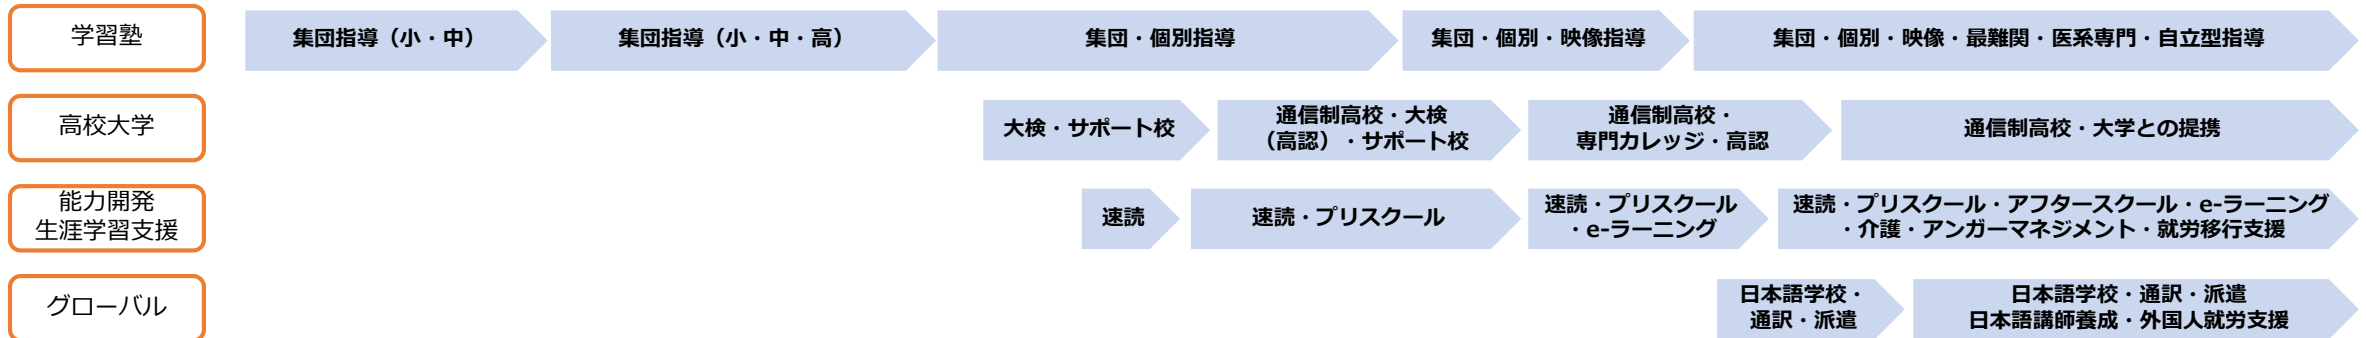 学習塾
集団指導（小・中）
集団指導（小・中・高）
集団・個別指導
集団・個別・映像指導
集団・個別・映像・最難関・医系専門・自立型指導
高校大学
大検・サポート校
通信制高校・大検
（高認）・サポート校
通信制高校・
専門カレッジ・高認
通信制高校・大学との提携
能力開発
生涯学習支援
速読
速読・プリスクール
速読・プリスクール
・e-ラーニング
速読・プリスクール・アフタースクール・e-ラーニング
・介護・アンガーマネジメント・就労移行支援
グローバル
日本語学校・
通訳・派遣
日本語学校・通訳・派遣
日本語講師養成・外国人就労支援